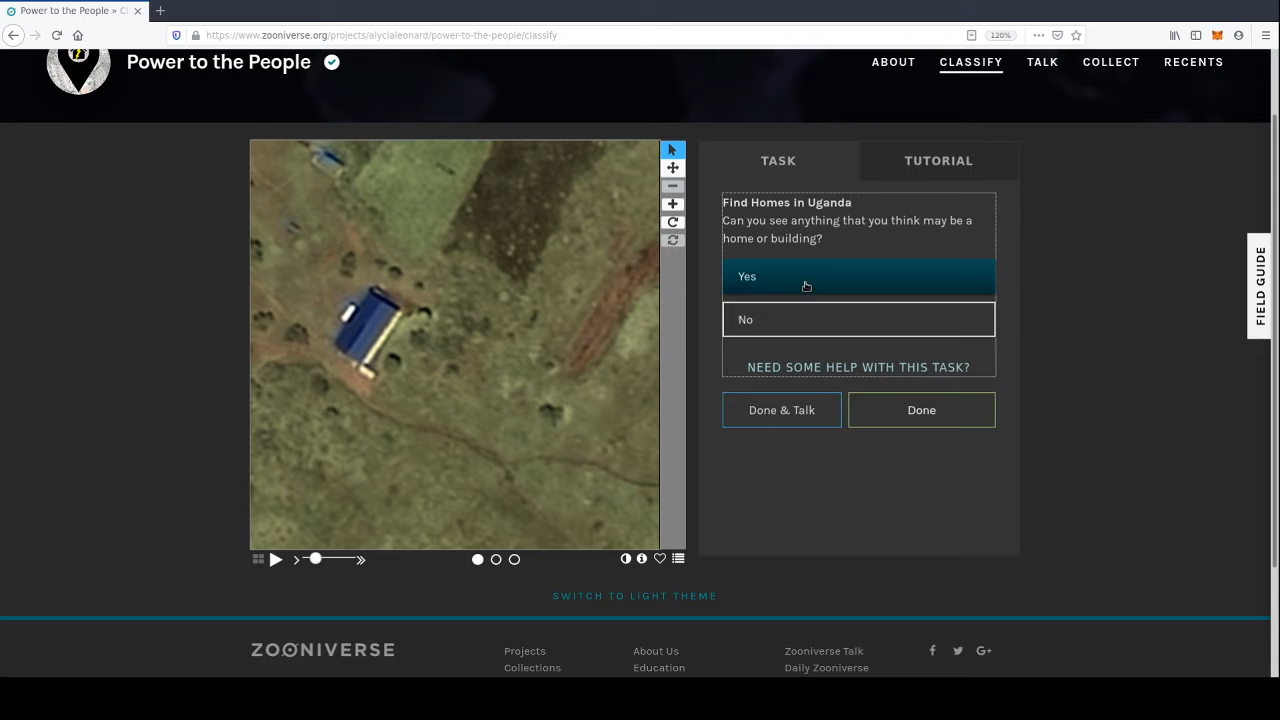 Power to the People » C
https://www.zooniverse.org/projects/alycialeonard/power-to-the-people/classify
120%
Power to the People
ABOUT
CLASSIFY
TALK
COLLECT
RECENTS
TASK
TUTORIAL
Find Homes in Uganda
Can you see anything that you think may be a
home or building?
Yes
No
NEED SOME HELP WITH THIS TASK?
Done & Talk
Done
FIELD GUIDE
SWITCH TO LIGHT THEME
ZOONIVERSE
Projects
About Us
Zooniverse Talk
Collections
Education
Daily Zooniverse